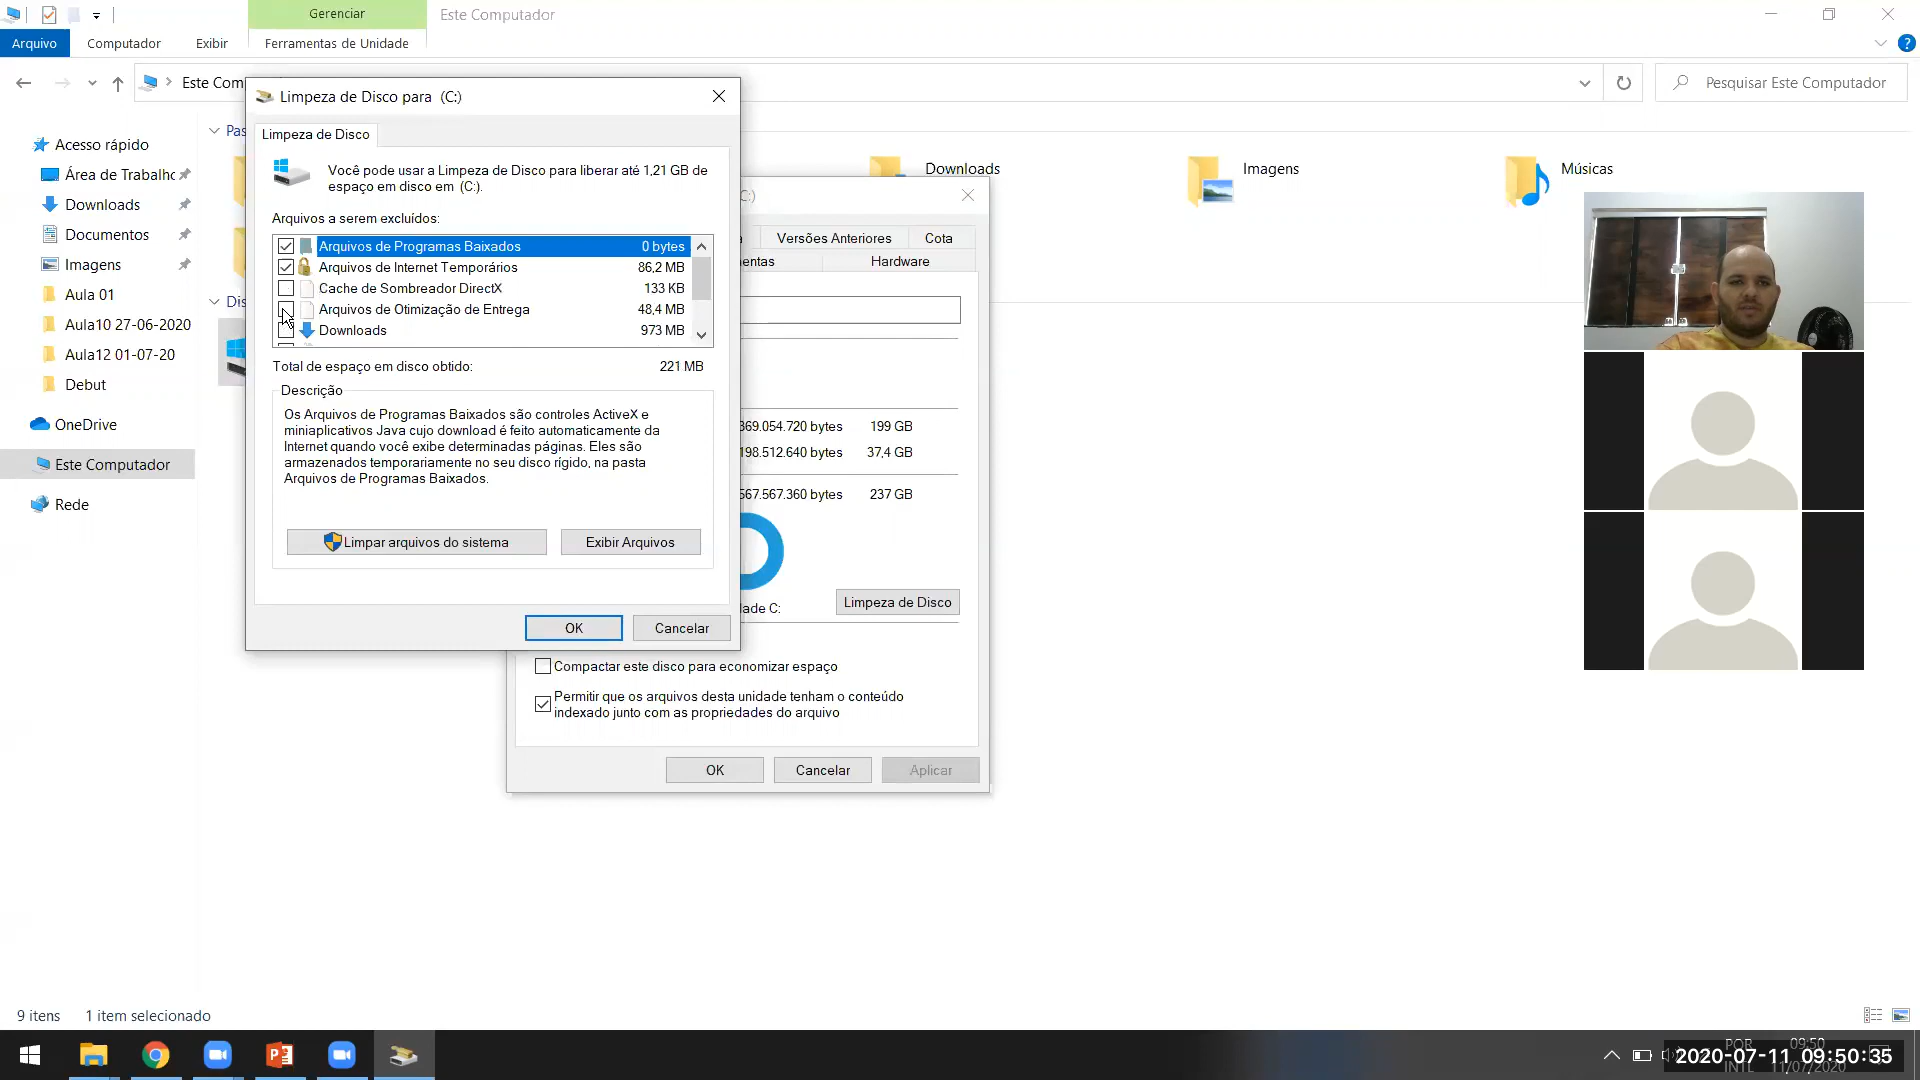 Gerenciar
Este Computador
Arquivo
Computador
Exibir
Ferramentas de Unidade
Este Com
Pesquisar Este Computador
Limpeza de Disco para (C:)
Limpeza de Disco
Você pode usar a Limpeza de Disco para liberar até 1,21 GB de
espaço em disco em (C:).
Arquivos a serem excluídos:
Arquivos de Programas Baixados 0 bytes
Arquivos de Internet Temporários 86,2 MB
Cache de Sombreador DirectX 133 KB
Arquivos de Otimização de Entrega 48,4 MB
Downloads 973 MB
Total de espaço em disco obtido: 221 MB
Descrição
Os Arquivos de Programas Baixados são controles ActiveX e
miniaplicativos Java cujo download é feito automaticamente da
Internet quando você exibe determinadas páginas. Eles são
armazenados temporariamente no seu disco rígido, na pasta
Arquivos de Programas Baixados.
Limpar arquivos do sistema
Exibir Arquivos
OK
Cancelar
Acesso rápido
Área de Trabalhc
Downloads
Documentos
Imagens
Aula 01
Aula10 27-06-2020
Aula12 01-07-20
Debut
OneDrive
Este Computador
Rede
Pas
Dis
Downloads
Imagens
Músicas
C:)
a
Versões Anteriores
Cota
entas
Hardware
369.054.720 bytes 199 GB
198.512.640 bytes 37,4 GB
567.567.360 bytes 237 GB
ade C:
Limpeza de Disco
Compactar este disco para economizar espaço
Permitir que os arquivos desta unidade tenham o conteúdo
indexado junto com as propriedades do arquivo
OK
Cancelar
Aplicar
9 itens
1 item selecionado
POR
09:50
2020-07-11 09:50:35
INTL
11/07/2020